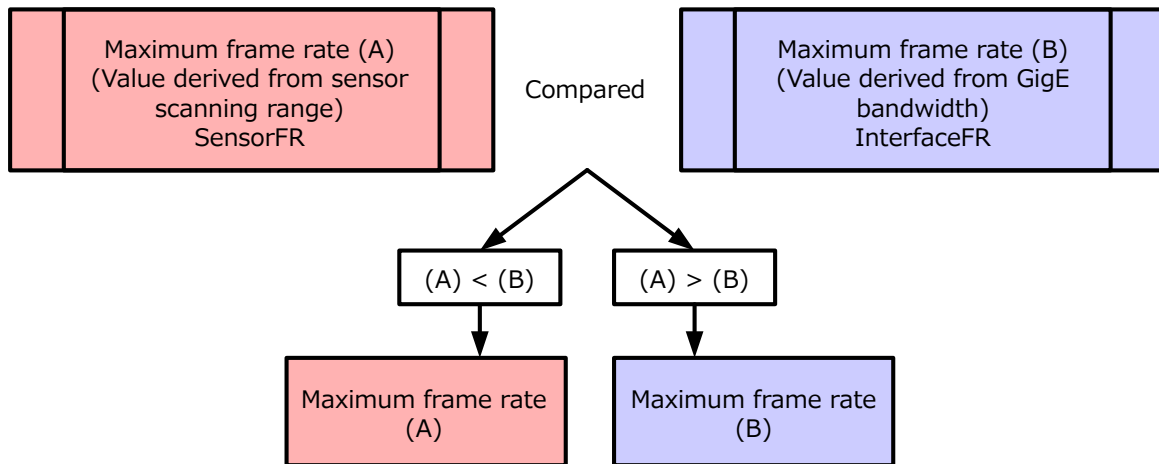 Maximum frame rate (A)
(Value derived from sensor
scanning range)
SensorFR
Compared
Maximum frame rate (B)
(Value derived from GigE
bandwidth)
InterfaceFR
(A) < (B)
(A) > (B)
Maximum frame rate
(A)
Maximum frame rate
(B)